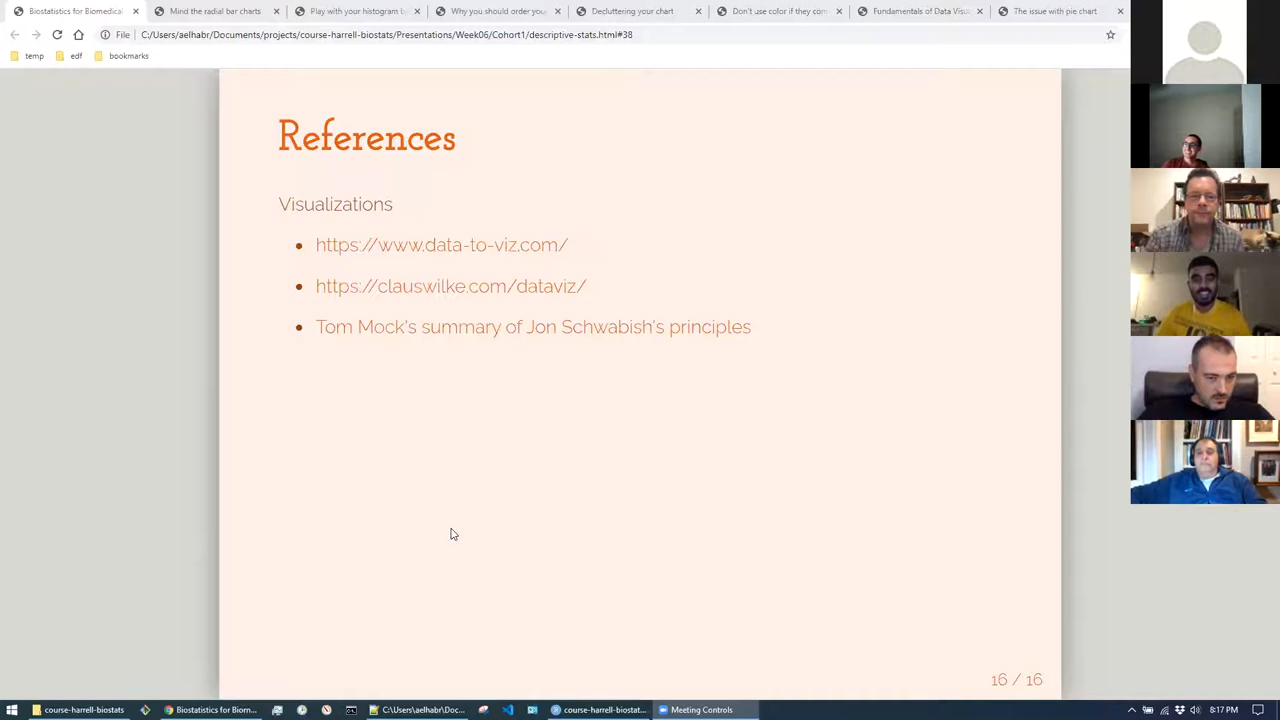 Biostatistics for Biomedical
Mind the radial bar charts
Play with your histogram b
Why you should order you
Decluttering your chart
Don't use color if they com
Fundamentals of Data Visu
The issue with pie chart
File
C:/Users/aelhabr/Documents/projects/course-harrell-biostats/Presentations/Week06/Cohort1/descriptive-stats.html#38
temp
edf
bookmarks
References
Visualizations
https://www.data-to-viz.com/
https://clauswilke.com/dataviz/
Tom Mock's summary of Jon Schwabish's principles
16 / 16
course-harrell-biostats
Biostatistics for Biom...
C:\Users\aelhabr\Doc...
course-harrell-biostat...
Meeting Controls
8:17 PM